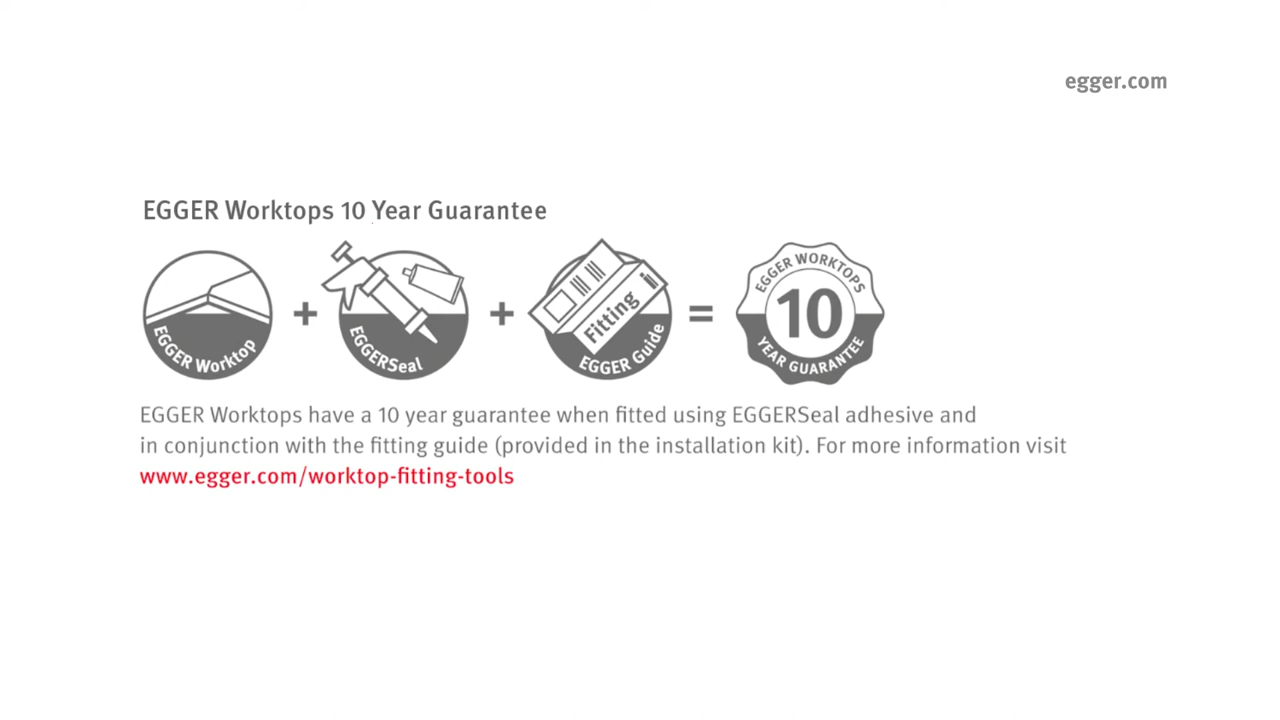 egger.com
EGGER Worktops 10 Year Guarantee
EGGER Worktop
+
EGGERSeal
+
Fitting
EGGER Guide
=
EGGER WORKTOPS
10
YEAR GUARANTEE
EGGER Worktops have a 10 year guarantee when fitted using EGGERSeal adhesive and
in conjunction with the fitting guide (provided in the installation kit). For more information visit
www.egger.com/worktop-fitting-tools